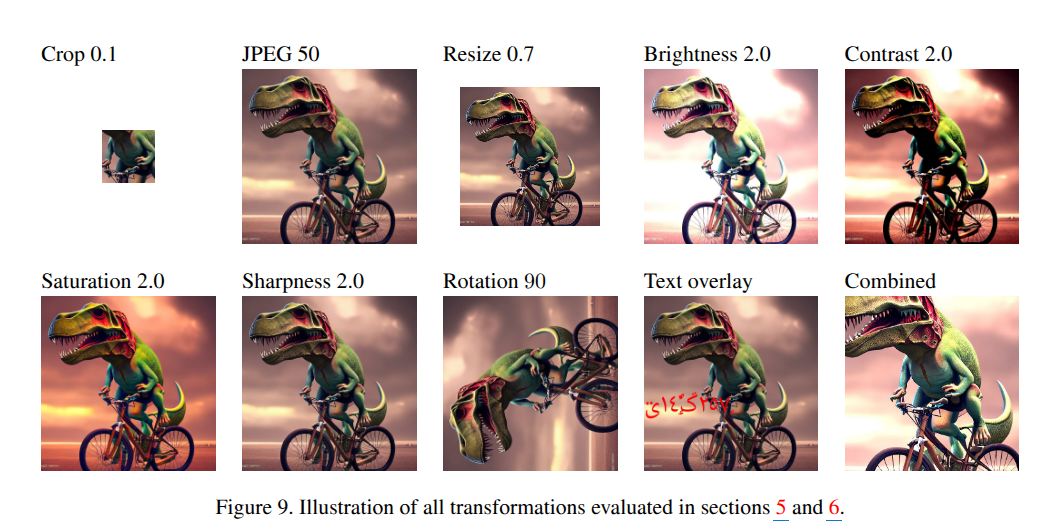 Crop 0.1
JPEG 50
Resize 0.7
Brightness 2.0
Contrast 2.0
Saturation 2.0
Sharpness 2.0
Rotation 90
Text overlay
Combined
Figure 9. Illustration of all transformations evaluated in sections 5 and 6.